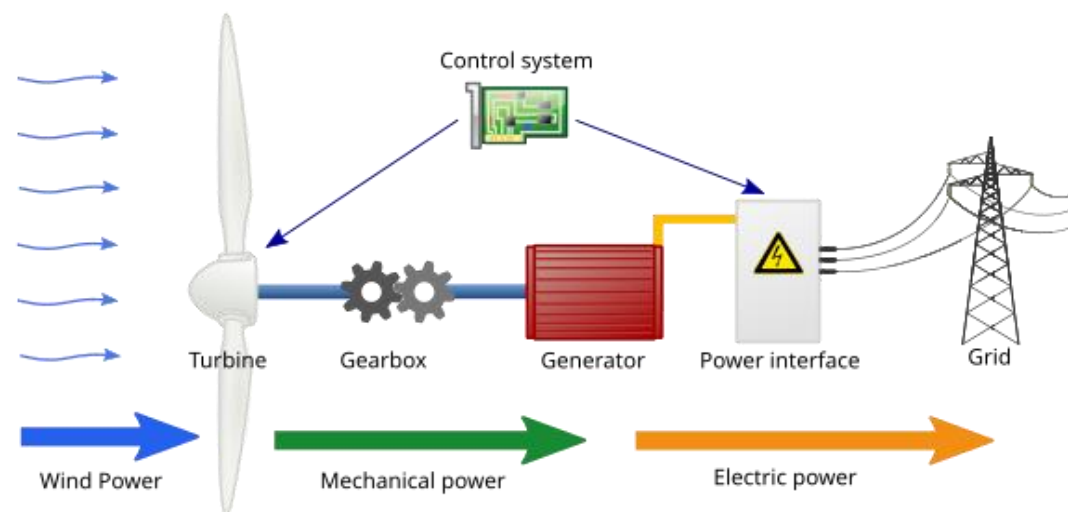 Control system
Turbine
Gearbox
Generator
Power interface
Grid
Wind Power
Mechanical power
Electric power